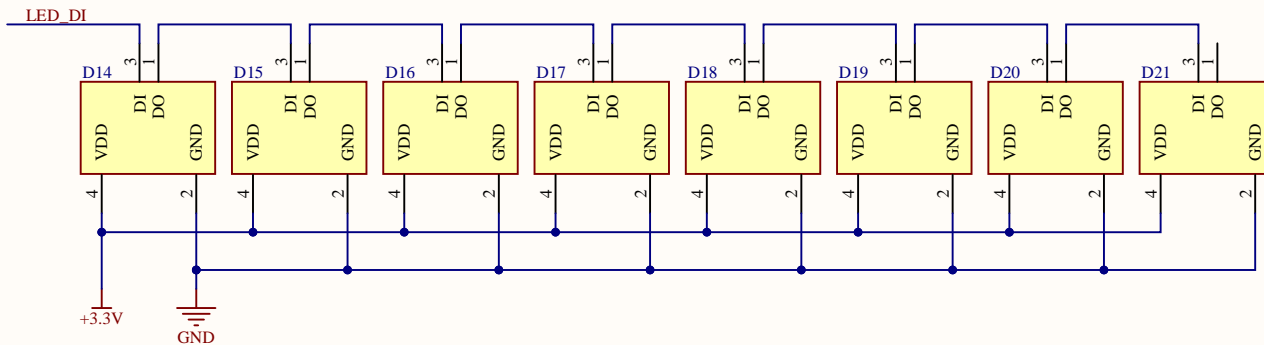 LED_DI
3 1 3 1 3 1 3 1 3 1 3 1 3 1 3 1
D14 D15 D16 D17 D18 D19 D20 D21
DI DO DI DO DI DO DI DO DI DO DI DO DI DO DI DO
VDD GND VDD GND VDD GND VDD GND VDD GND VDD GND VDD GND VDD GND
4 2 4 2 4 2 4 2 4 2 4 2 4 2 4 2
+3.3V
GND